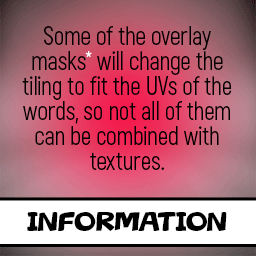 Some of the overlay
masks* will change the
tiling to fit the UVs of the
words, so not all of them
can be combined with
textures.
INFORMATION